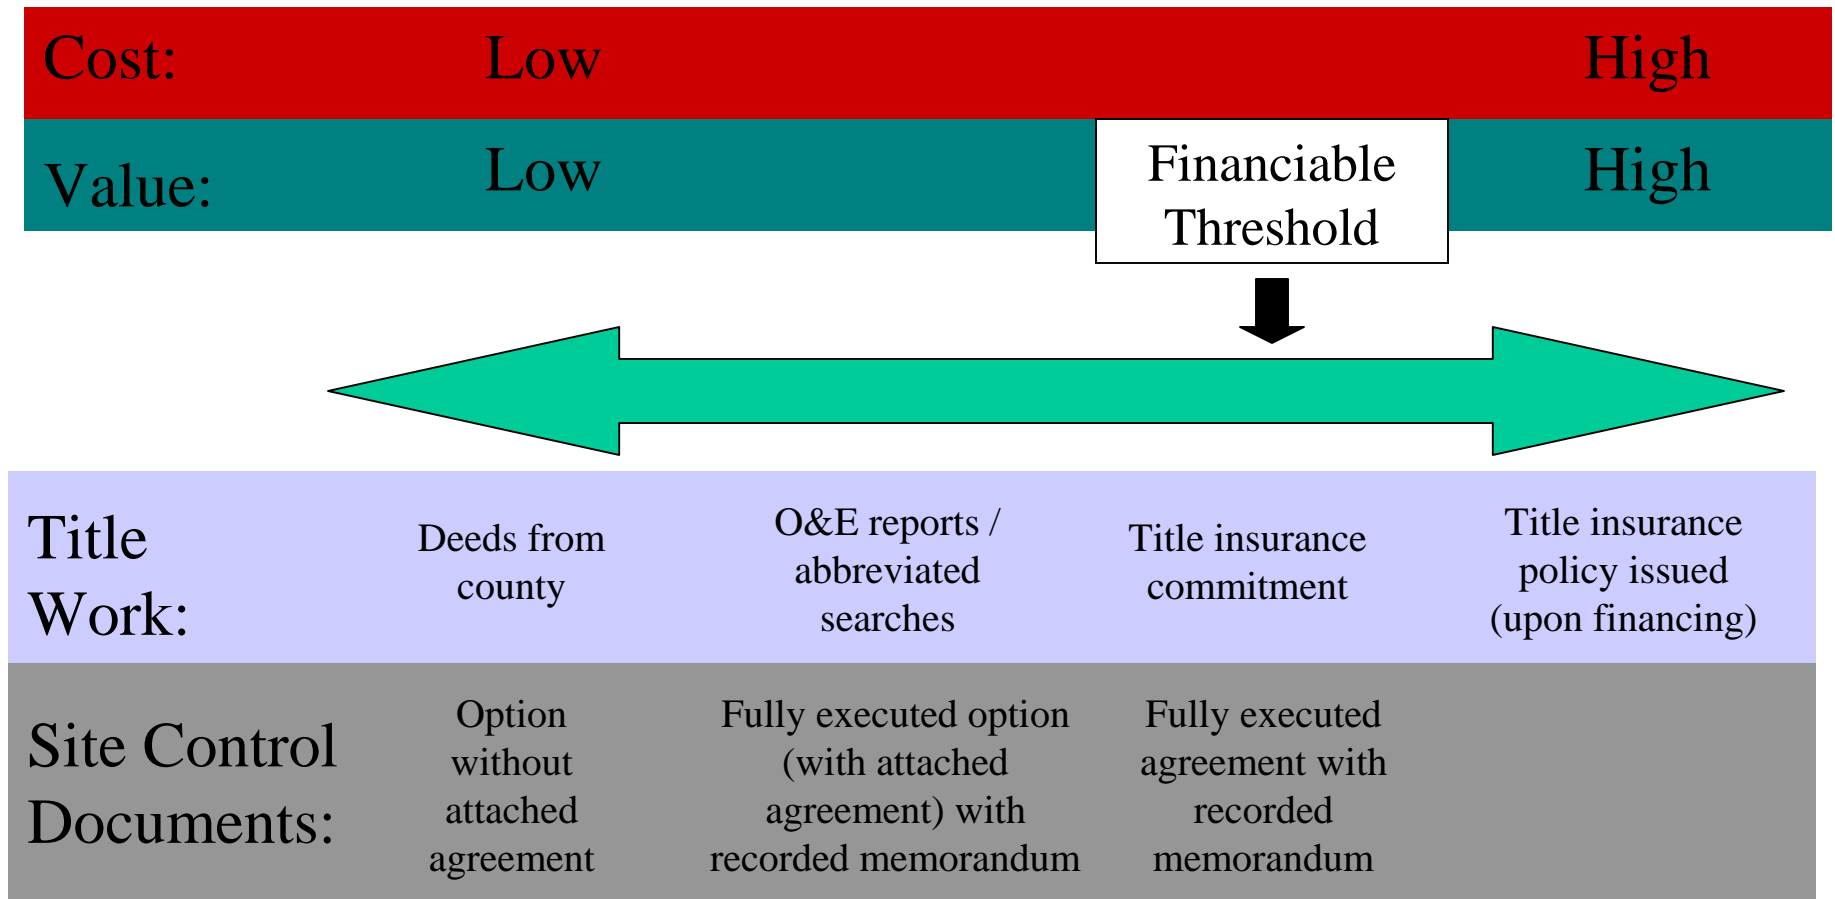 Cost: Low High
Value: Low High
Financiable
Threshold
Title
Work:
Deeds from
county
O&E reports /
abbreviated
searches
Title insurance
commitment
Title insurance
policy issued
(upon financing)
Site Control
Documents:
Option
without
attached
agreement
Fully executed option
(with attached
agreement) with
recorded memorandum
Fully executed
agreement with
recorded
memorandum